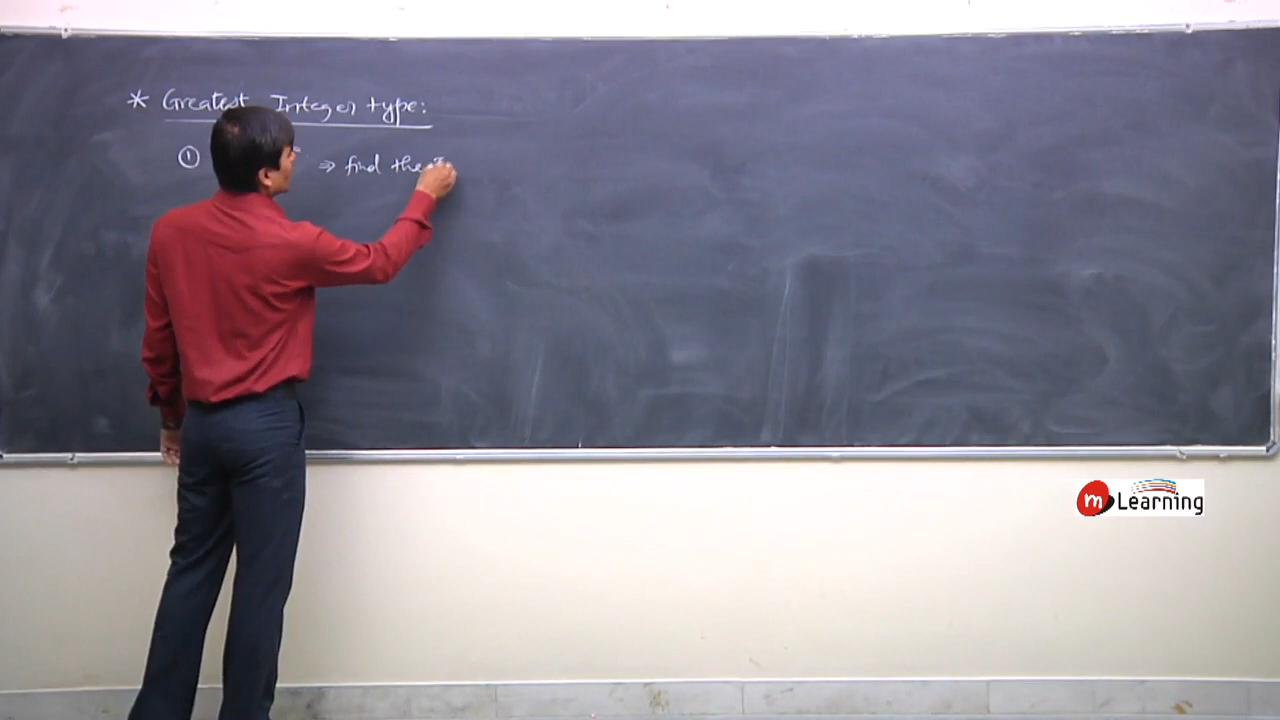 * Greatest Integer type:
① ⇒ find the
m Learning